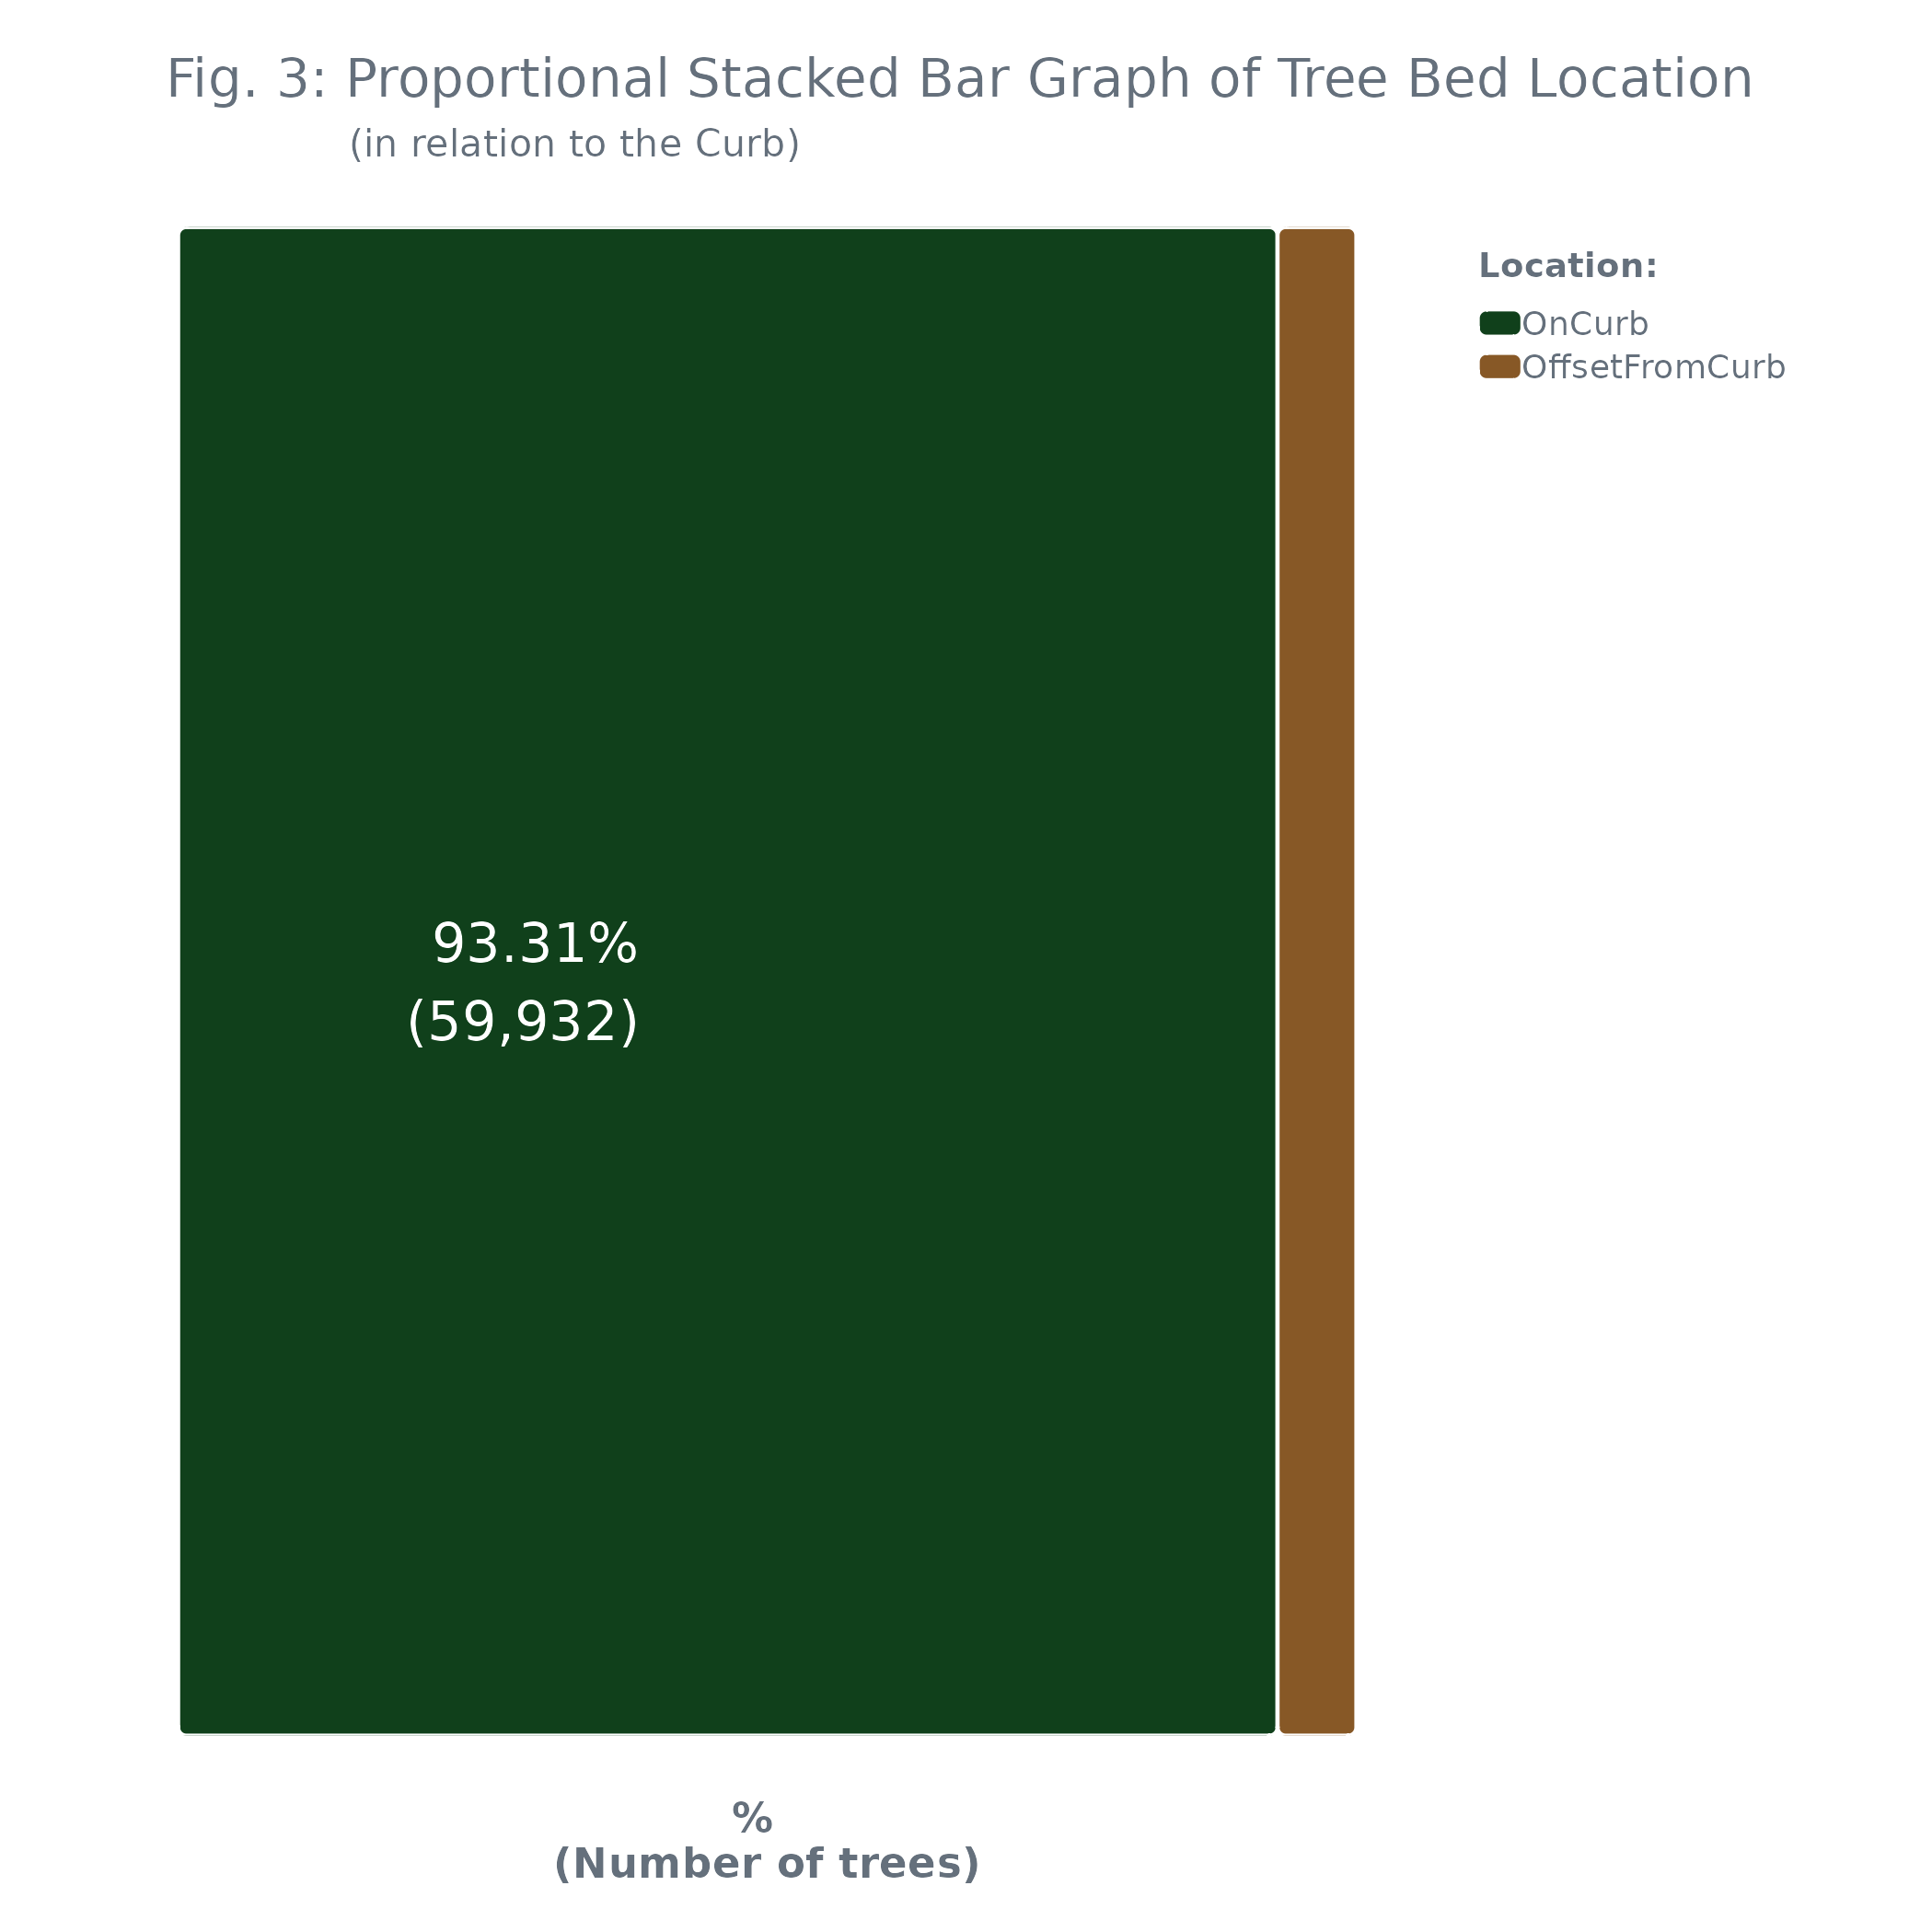 Fig. 3: Proportional Stacked Bar Graph of Tree Bed Location
(in relation to the Curb)
Location:
OnCurb
OffsetFromCurb
93.31%
(59,932)
%
(Number of trees)